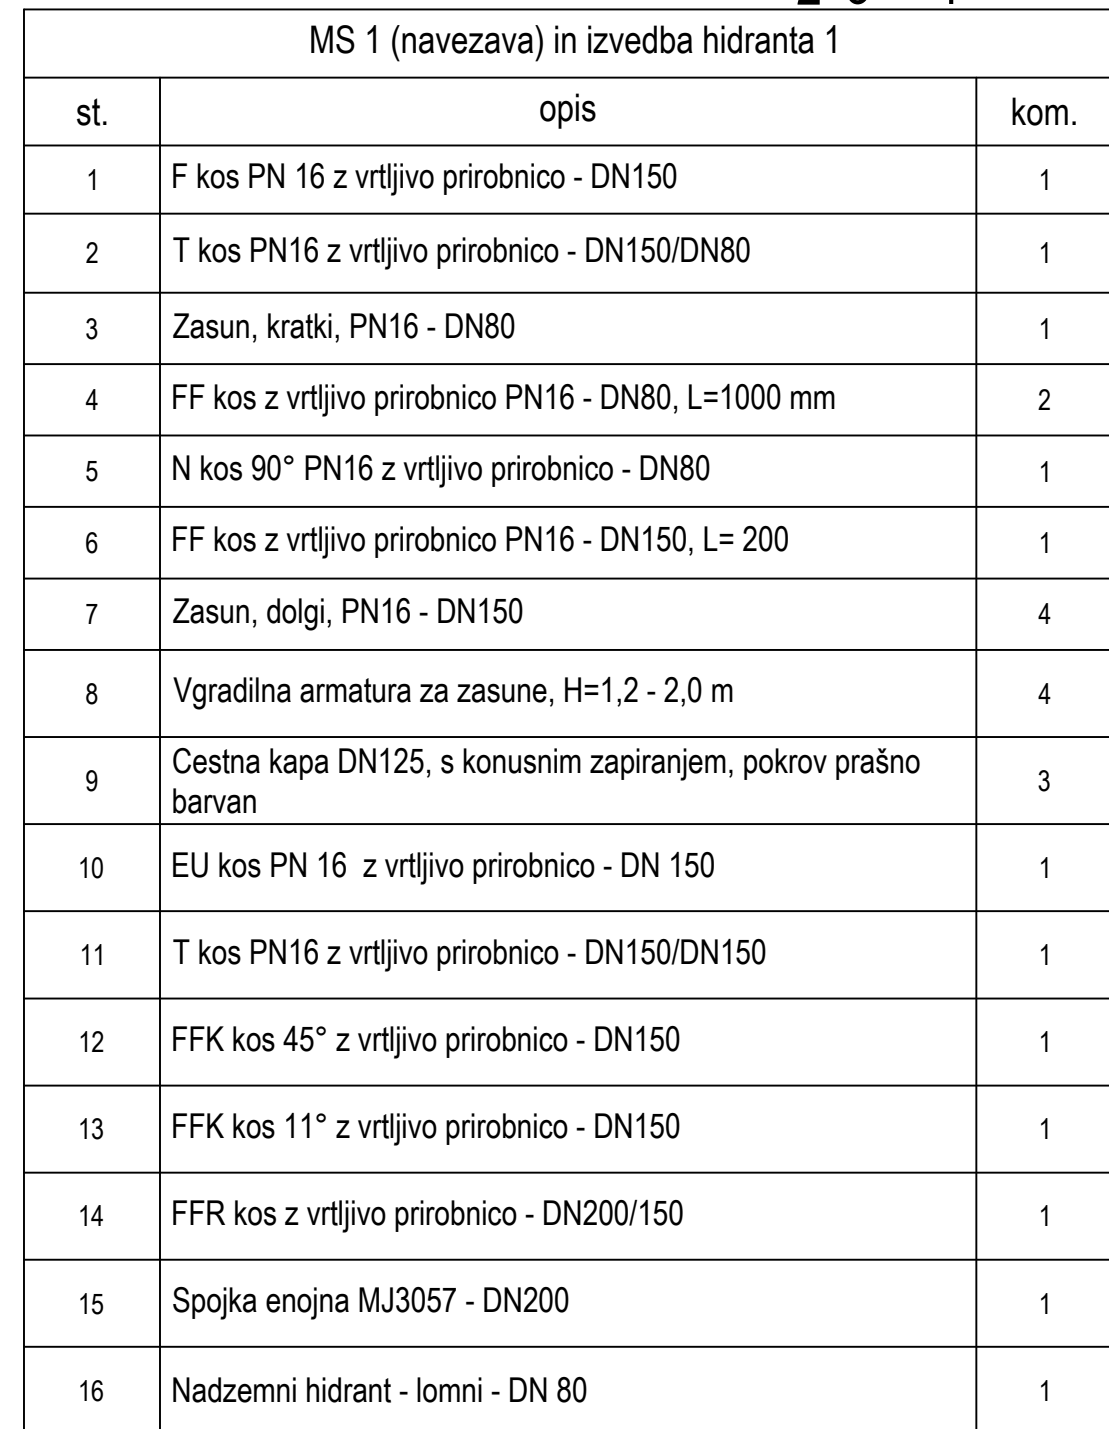 MS 1 (navezava) in izvedba hidranta 1
st. opis kom.
1 F kos PN 16 z vrtljivo prirobnico - DN150 1
2 T kos PN16 z vrtljivo prirobnico - DN150/DN80 1
3 Zasun, kratki, PN16 - DN80 1
4 FF kos z vrtljivo prirobnico PN16 - DN80, L=1000 mm 2
5 N kos 90° PN16 z vrtljivo prirobnico - DN80 1
6 FF kos z vrtljivo prirobnico PN16 - DN150, L= 200 1
7 Zasun, dolgi, PN16 - DN150 4
8 Vgradilna armatura za zasune, H=1,2 - 2,0 m 4
9 Cestna kapa DN125, s konusnim zapiranjem, pokrov prašno 3
barvan
10 EU kos PN 16 z vrtljivo prirobnico - DN 150 1
11 T kos PN16 z vrtljivo prirobnico - DN150/DN150 1
12 FFK kos 45° z vrtljivo prirobnico - DN150 1
13 FFK kos 11° z vrtljivo prirobnico - DN150 1
14 FFR kos z vrtljivo prirobnico - DN200/150 1
15 Spojka enojna MJ3057 - DN200 1
16 Nadzemni hidrant - lomni - DN 80 1